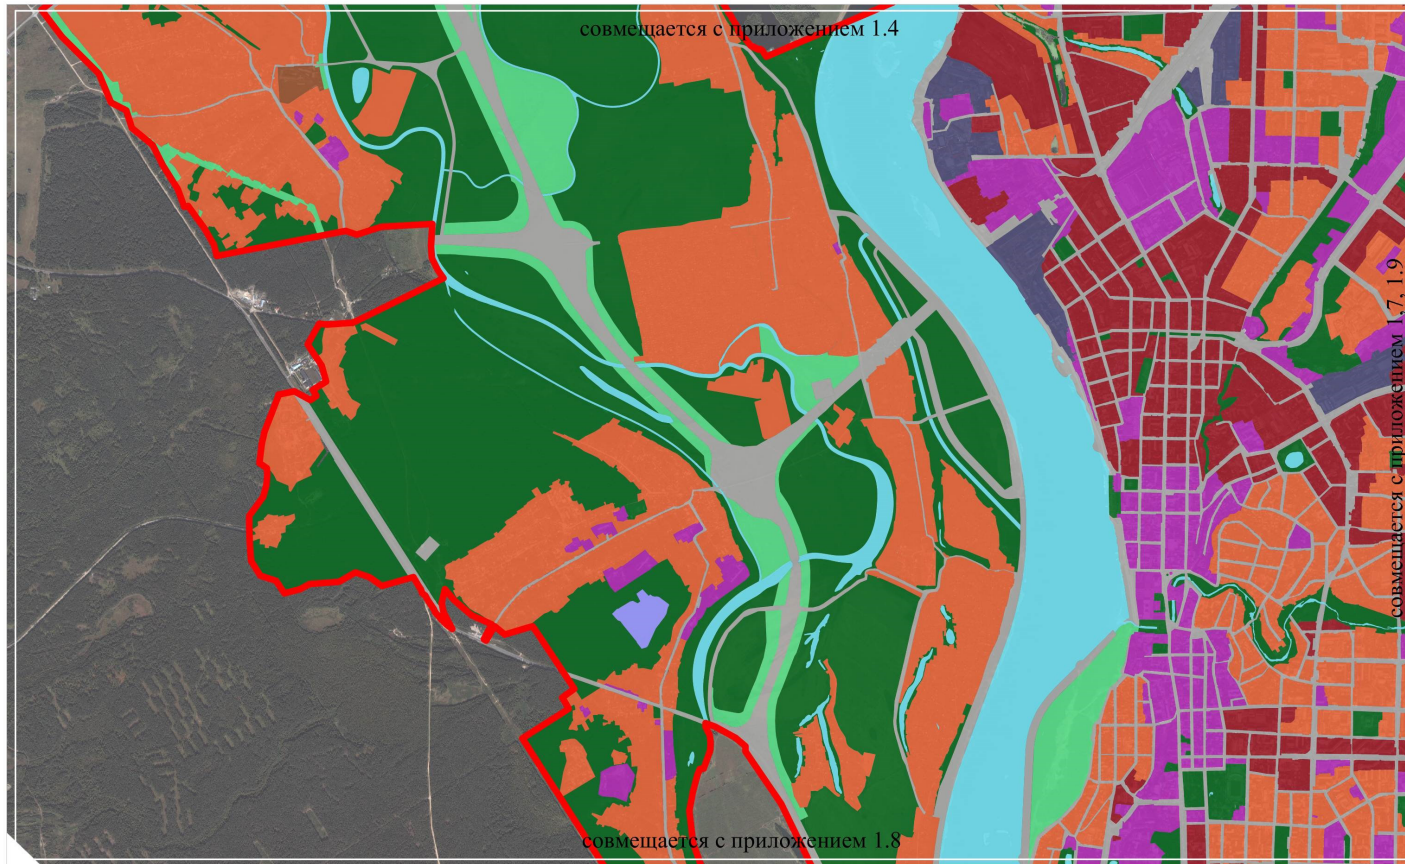 совмещается с приложением 1.4
совмещается с приложением 1,7, 1.9
совмещается с приложением 1.8